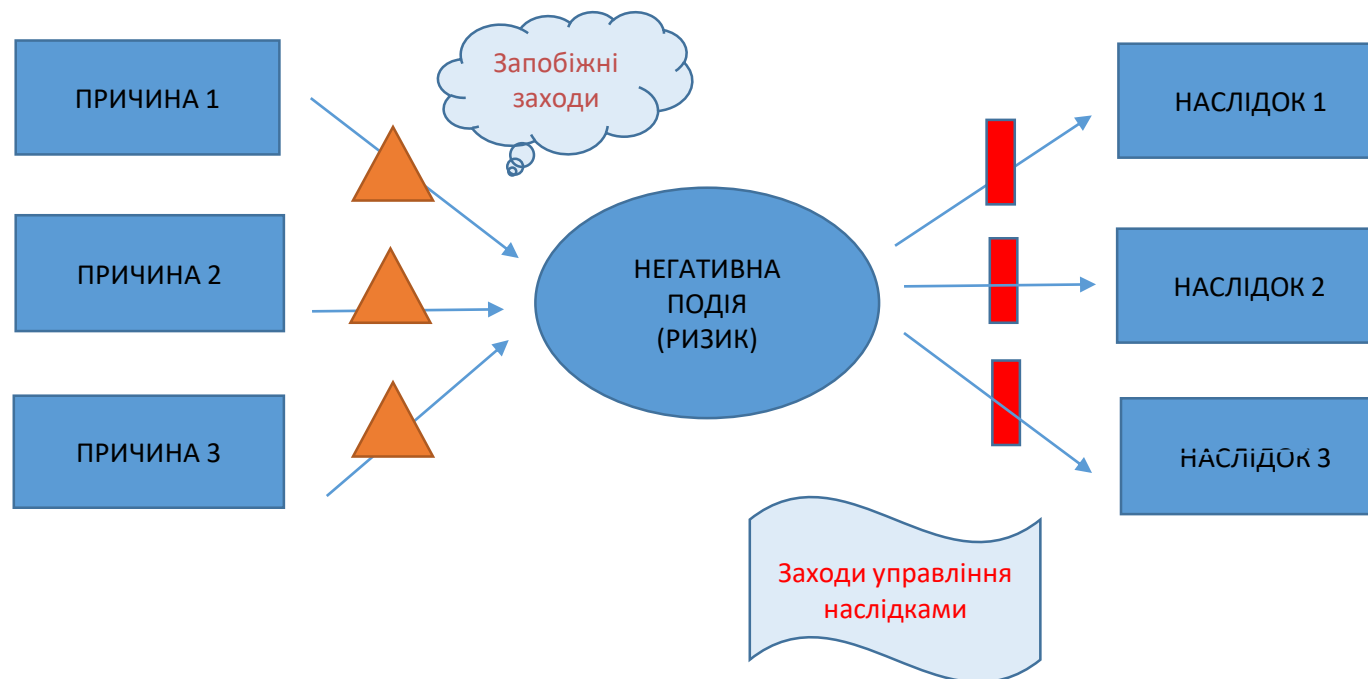 Запобіжні
заходи
ПРИЧИНА 1
НАСЛІДОК 1
ПРИЧИНА 2
НЕГАТИВНА
ПОДІЯ
(РИЗИК)
НАСЛІДОК 2
ПРИЧИНА 3
НАСЛІДОК 3
Заходи управління
наслідками